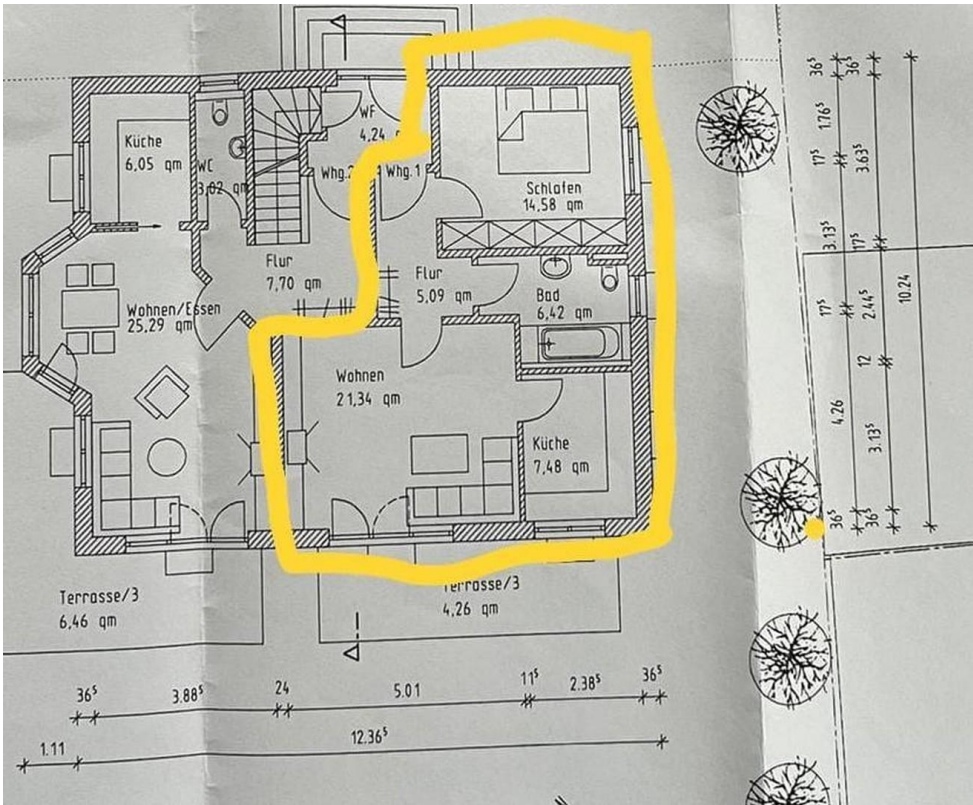 Küche
6,05 qm
WC
3,02 qm
WF
4,24
Whg.2
Whg.1
Schlafen
14,58 qm
Flur
7,70 qm
Flur
5,09 qm
Bad
6,42 qm
Wohnen/Essen
25,29 qm
Wohnen
21,34 qm
Küche
7,48 qm
Terrasse/3
6,46 qm
Terrasse/3
4,26 qm
36⁵
3.88⁵
24
5.01
11⁵
2.38⁵
36⁵
1.11
12.36⁵
36⁵
1.76⁵
17⁵
3.13⁵
17⁵
4.26
36⁵
36⁵
3.63⁵
17⁵
2.44⁵
12
3.13⁵
36⁵
10.24